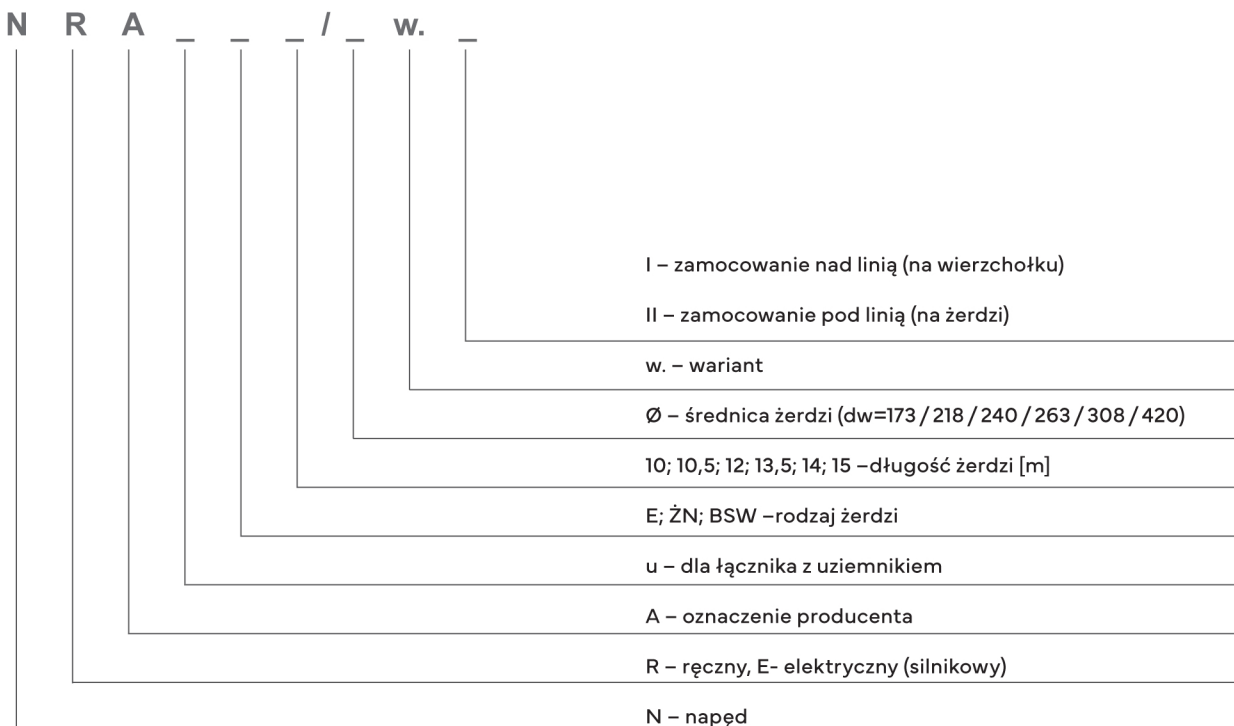 N R A _ _ _ / _ w. _
I – zamocowanie nad linią (na wierzchołku)
II – zamocowanie pod linią (na żerdzi)
w. – wariant
Ø – średnica żerdzi (dw=173 / 218 / 240 / 263 / 308 / 420)
10; 10,5; 12; 13,5; 14; 15 –długość żerdzi [m]
E; ŻN; BSW –rodzaj żerdzi
u – dla łącznika z uziemnikiem
A – oznaczenie producenta
R – ręczny, E- elektryczny (silnikowy)
N – napęd